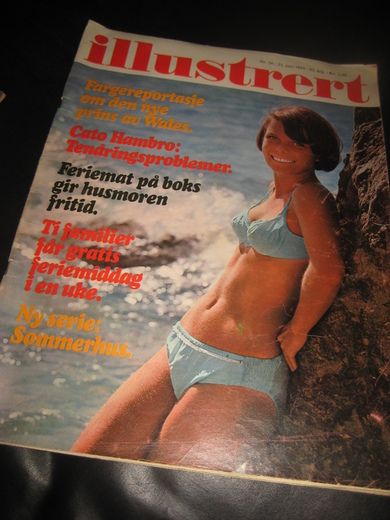 illustrert
Fargereportasje
om den nye
prins av Wales.
Cato Hambro:
Tendringsproblemer.
Feriemat på boks
gir husmoren
fritid.
Ti familier
får gratis
feriemiddag
i en uke.
Ny serie:
Sommerhus.